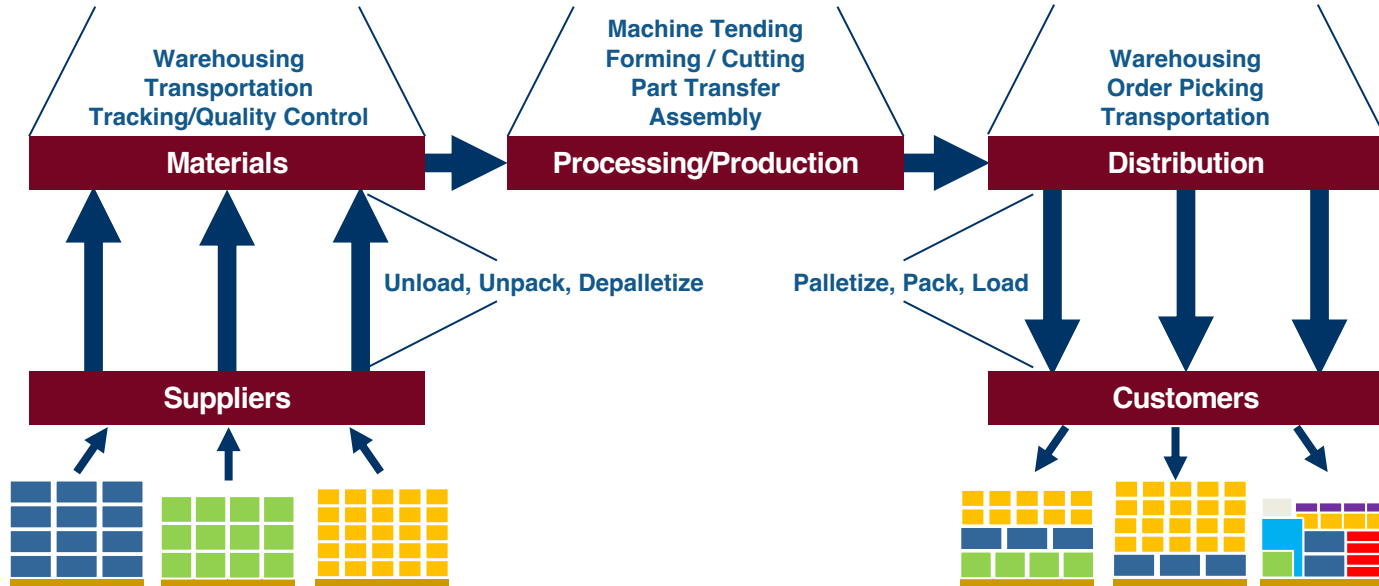 Warehousing
Transportation
Tracking/Quality Control
Materials
Machine Tending
Forming / Cutting
Part Transfer
Assembly
Processing/Production
Warehousing
Order Picking
Transportation
Distribution
Unload, Unpack, Depalletize
Palletize, Pack, Load
Suppliers
Customers